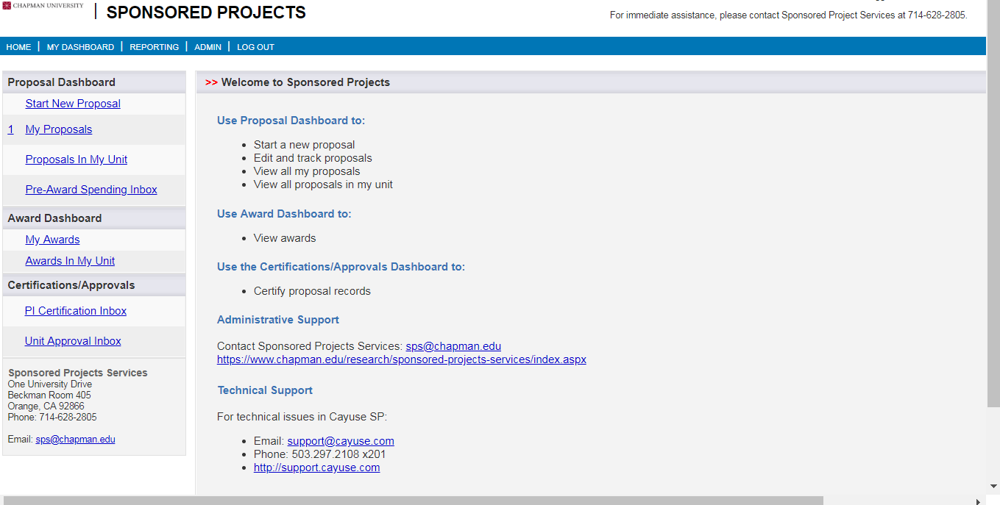 CHAPMAN UNIVERSITY
SPONSORED PROJECTS
For immediate assistance, please contact Sponsored Project Services at 714-628-2805.
HOME | MY DASHBOARD | REPORTING | ADMIN | LOG OUT
Proposal Dashboard
Start New Proposal
1 My Proposals
Proposals In My Unit
Pre-Award Spending Inbox
Award Dashboard
My Awards
Awards In My Unit
Certifications/Approvals
PI Certification Inbox
Unit Approval Inbox
Sponsored Projects Services
One University Drive
Beckman Room 405
Orange, CA 92866
Phone: 714-628-2805
Email: sps@chapman.edu
>> Welcome to Sponsored Projects
Use Proposal Dashboard to:
• Start a new proposal
• Edit and track proposals
• View all my proposals
• View all proposals in my unit
Use Award Dashboard to:
• View awards
Use the Certifications/Approvals Dashboard to:
• Certify proposal records
Administrative Support
Contact Sponsored Projects Services: sps@chapman.edu
https://www.chapman.edu/research/sponsored-projects-services/index.aspx
Technical Support
For technical issues in Cayuse SP:
• Email: support@cayuse.com
• Phone: 503.297.2108 x201
• http://support.cayuse.com